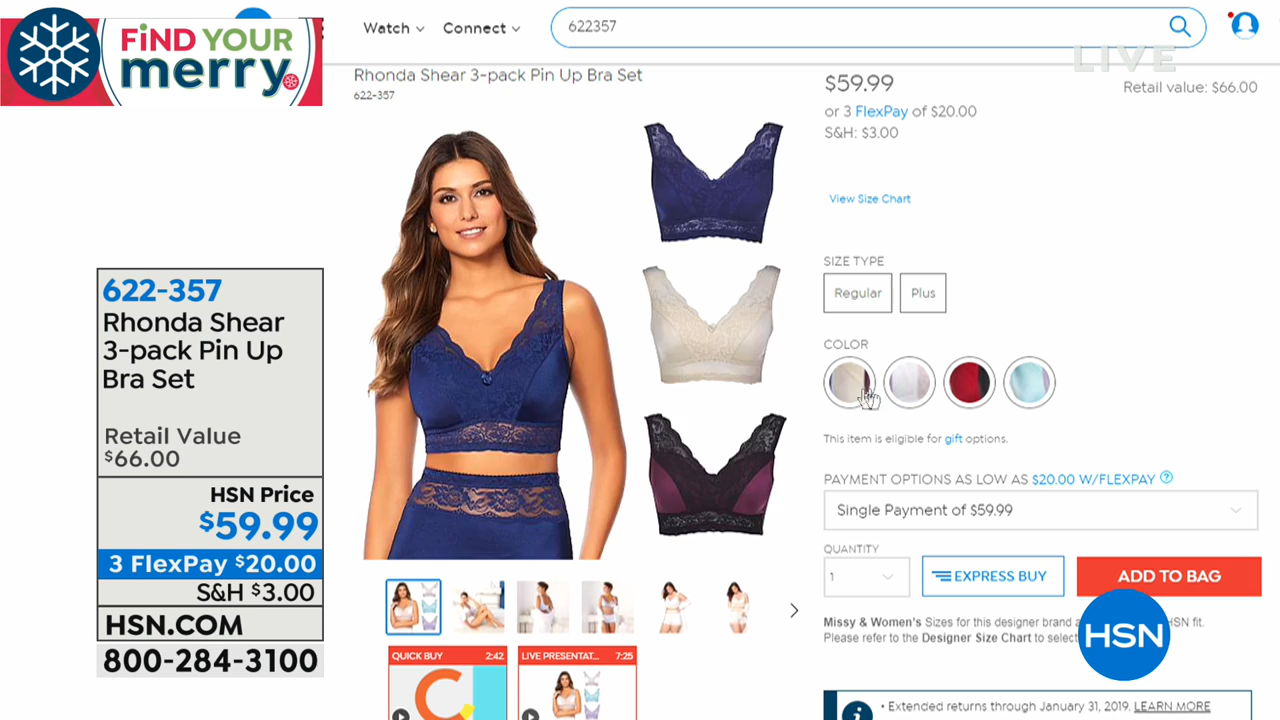 FiND YOUR
merry
622-357
Rhonda Shear
3-pack Pin Up
Bra Set
Retail Value
$66.00
HSN Price
$59.99
3 FlexPay $20.00
S&H $3.00
HSN.COM
800-284-3100
Watch
Connect
622357
LIVE
Rhonda Shear 3-pack Pin Up Bra Set
622-357
$59.99
Retail value: $66.00
or 3 FlexPay of $20.00
S&H: $3.00
View Size Chart
SIZE TYPE
Regular
Plus
COLOR
This item is eligible for gift options.
PAYMENT OPTIONS AS LOW AS $20.00 W/FLEXPAY ?
Single Payment of $59.99
QUANTITY
1
EXPRESS BUY
ADD TO BAG
Missy & Women's Sizes for this designer brand HSN fit.
Please refer to the Designer Size Chart to select
HSN
QUICK BUY 2:42
LIVE PRESENTAT... 7:25
• Extended returns through January 31, 2019. LEARN MORE